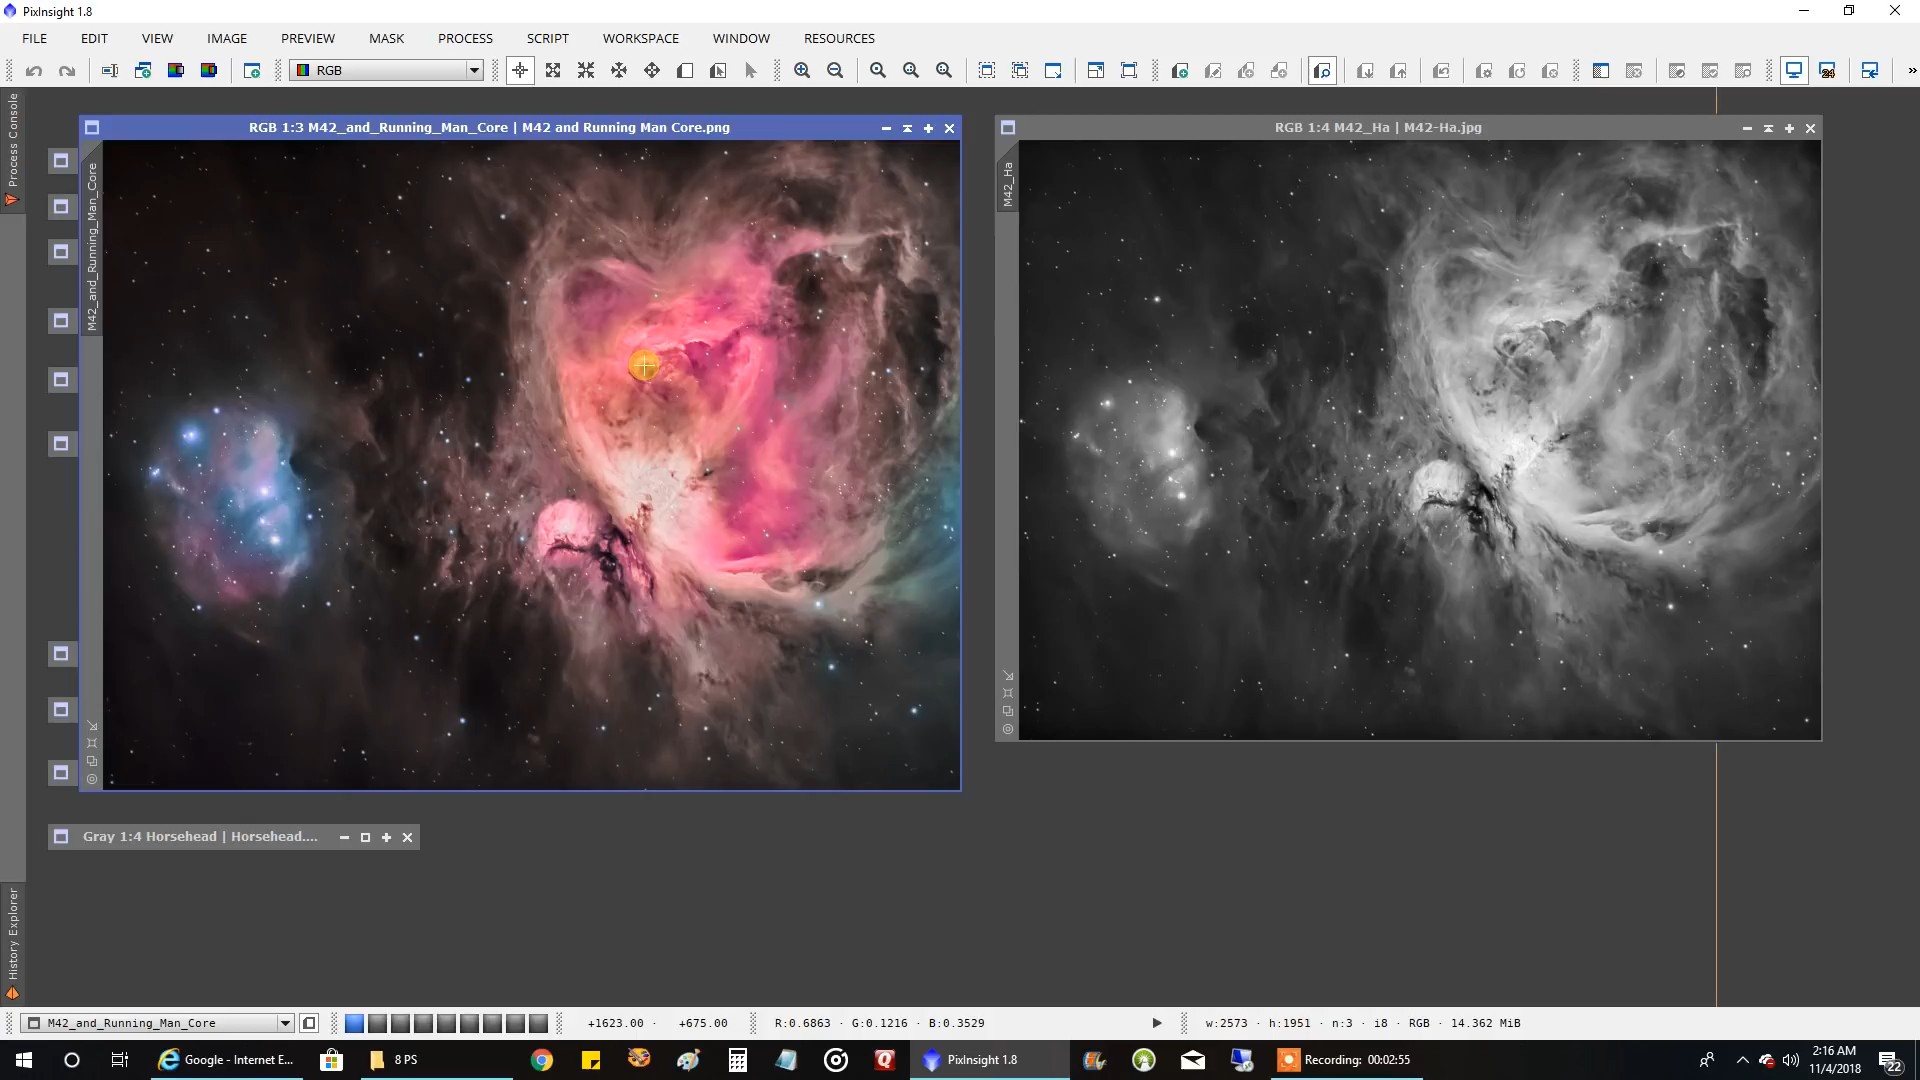 PixInsight 1.8
FILE EDIT VIEW IMAGE PREVIEW MASK PROCESS SCRIPT WORKSPACE WINDOW RESOURCES
RGB
24
»
Process Console
RGB 1:3 M42_and_Running_Man_Core | M42 and Running Man Core.png
M42_and_Running_Man_Core
RGB 1:4 M42_Ha | M42-Ha.jpg
M42_Ha
Gray 1:4 Horsehead | Horsehead....
History Explorer
M42_and_Running_Man_Core
+1623.00 · +675.00
R:0.6863 · G:0.1216 · B:0.3529
w:2573 · h:1951 · n:3 · i8 · RGB · 14.362 MiB
Google - Internet E...
8 PS
PixInsight 1.8
Recording: 00:02:55
2:16 AM
11/4/2018
22